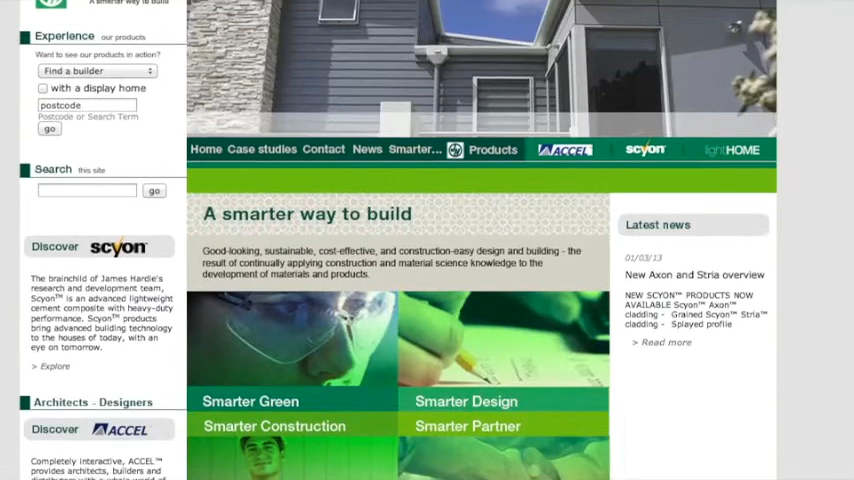 A smarter way to build
Experience our products
Want to see our products in action?
Find a builder
with a display home
postcode
Postcode or Search Term
go
Search this site
go
Discover scyon™
The brainchild of James Hardie's
research and development team,
Scyon™ is an advanced lightweight
cement composite with heavy-duty
performance. Scyon™ products
bring advanced building technology
to the houses of today, with an
eye on tomorrow.
> Explore
Architects - Designers
Discover ACCEL™
Completely interactive, ACCEL™
provides architects, builders and
distributors with a whole world of
Home Case studies Contact News Smarter... Products ACCEL scyon lightHOME
A smarter way to build
Good-looking, sustainable, cost-effective, and construction-easy design and building - the
result of continually applying construction and material science knowledge to the
development of materials and products.
Smarter Green
Smarter Design
Smarter Construction
Smarter Partner
Latest news
01/03/13
New Axon and Stria overview
NEW SCYON™ PRODUCTS NOW
AVAILABLE Scyon™ Axon™
cladding - Grained Scyon™ Stria™
cladding - Splayed profile
> Read more